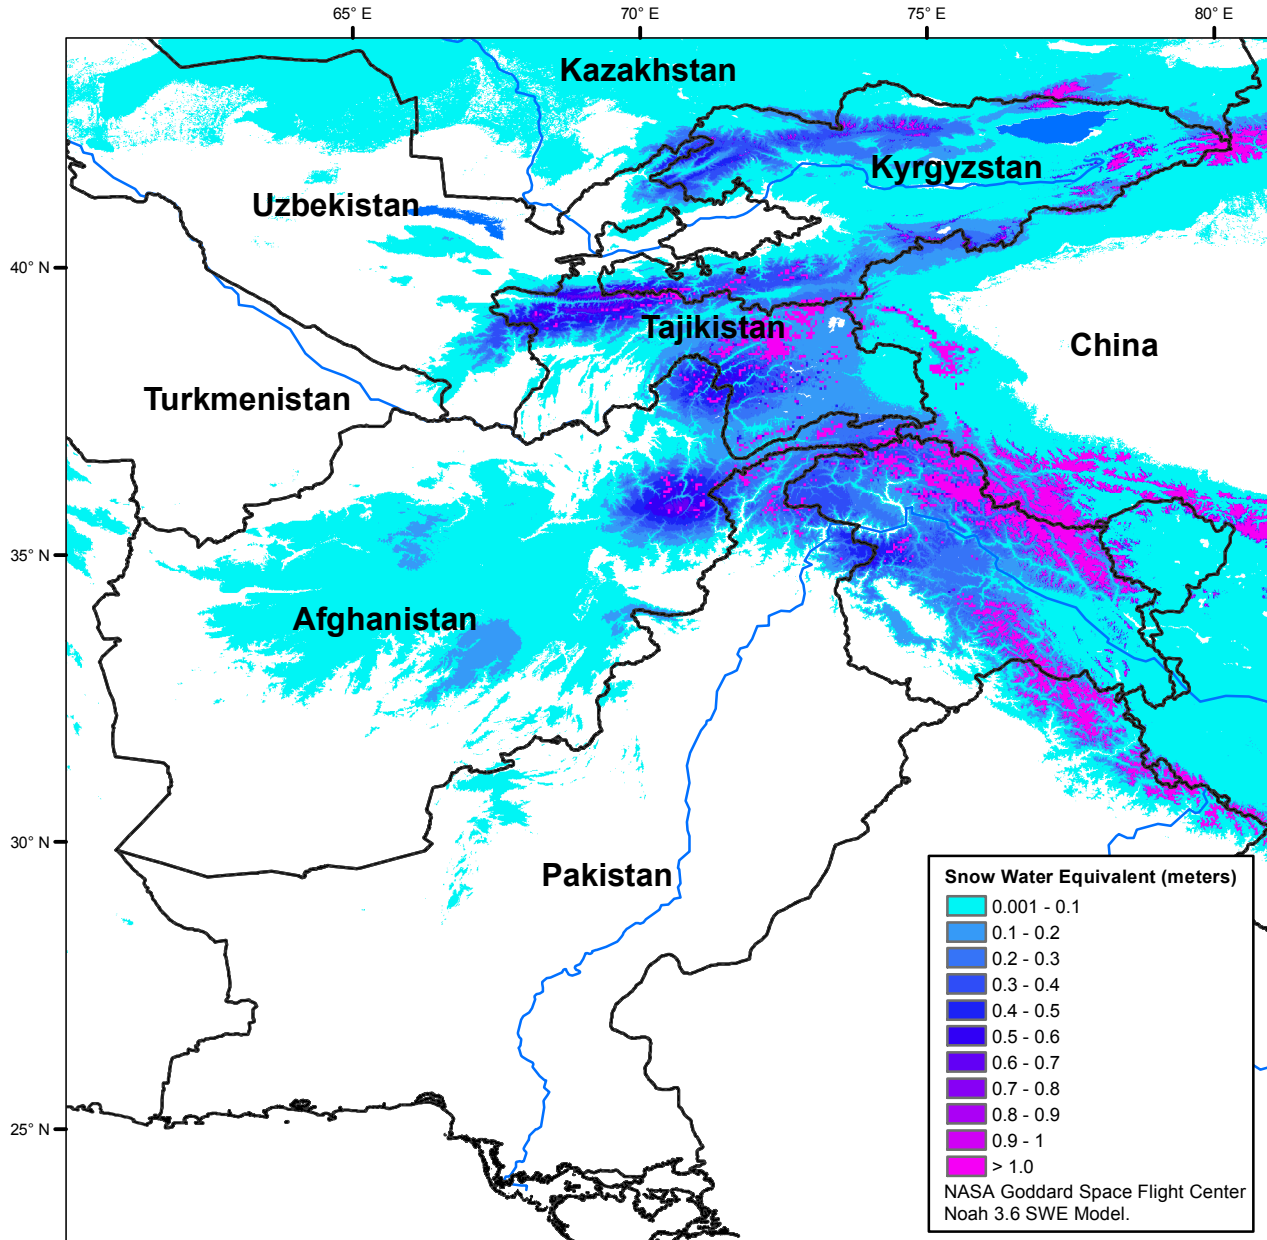 65° E 70° E 75° E 80° E
Kazakhstan
Kyrgyzstan
Uzbekistan
40° N
Tajikistan
China
Turkmenistan
35° N
Afghanistan
30° N
Pakistan
25° N
Snow Water Equivalent (meters)
0.001 - 0.1
0.1 - 0.2
0.2 - 0.3
0.3 - 0.4
0.4 - 0.5
0.5 - 0.6
0.6 - 0.7
0.7 - 0.8
0.8 - 0.9
0.9 - 1
> 1.0
NASA Goddard Space Flight Center
Noah 3.6 SWE Model.